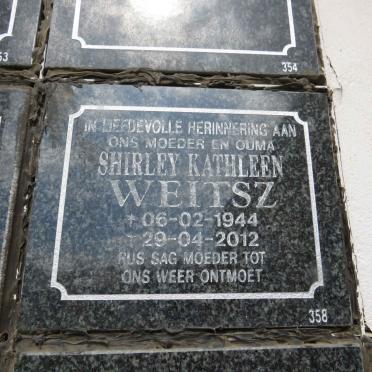 53
354
IN LIEFDEVOLLE HERINNERING AAN
ONS MOEDER EN OUMA
SHIRLEY KATHLEEN
WEITSZ
* 06-02-1944
† 29-04-2012
RUS SAG MOEDER TOT
ONS WEER ONTMOET
358